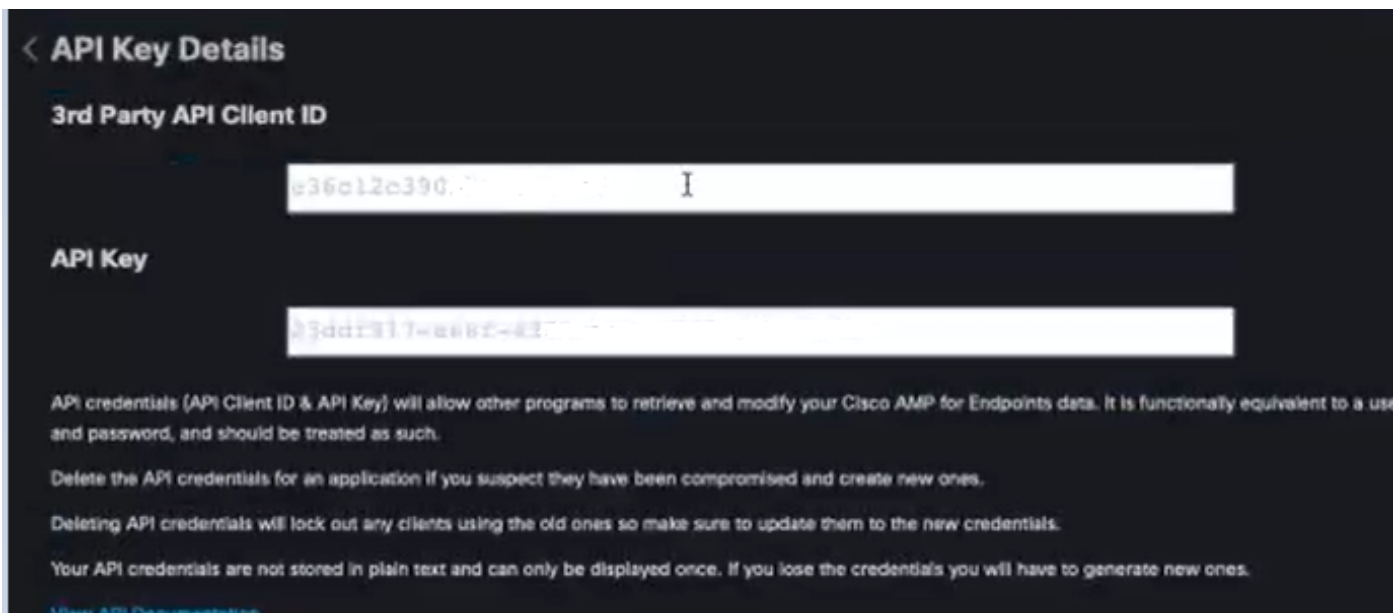 API Key Details
3rd Party API Client ID
API Key
API credentials (API Client ID & API Key) will allow other programs to retrieve and modify your Cisco AMP for Endpoints data. It is functionally equivalent to a
and password, and should be treated as such.
Delete the API credentials for an application if you suspect they have been compromised and create new ones.
Deleting API credentials will lock out any clients using the old ones so make sure to update them to the new credentials.
Your API credentials are not stored in plain text and can only be displayed once. If you lose the credentials you will have to generate new ones.
View API Documentation